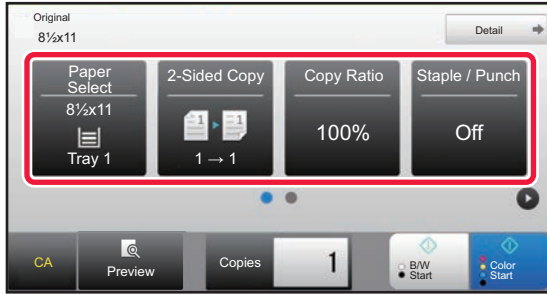 Original
8½x11
Detail
Paper
Select
8½x11
Tray 1
2-Sided Copy
1
1
1 → 1
Copy Ratio
100%
Staple / Punch
Off
CA
Preview
Copies
1
B/W
Start
Color
Start